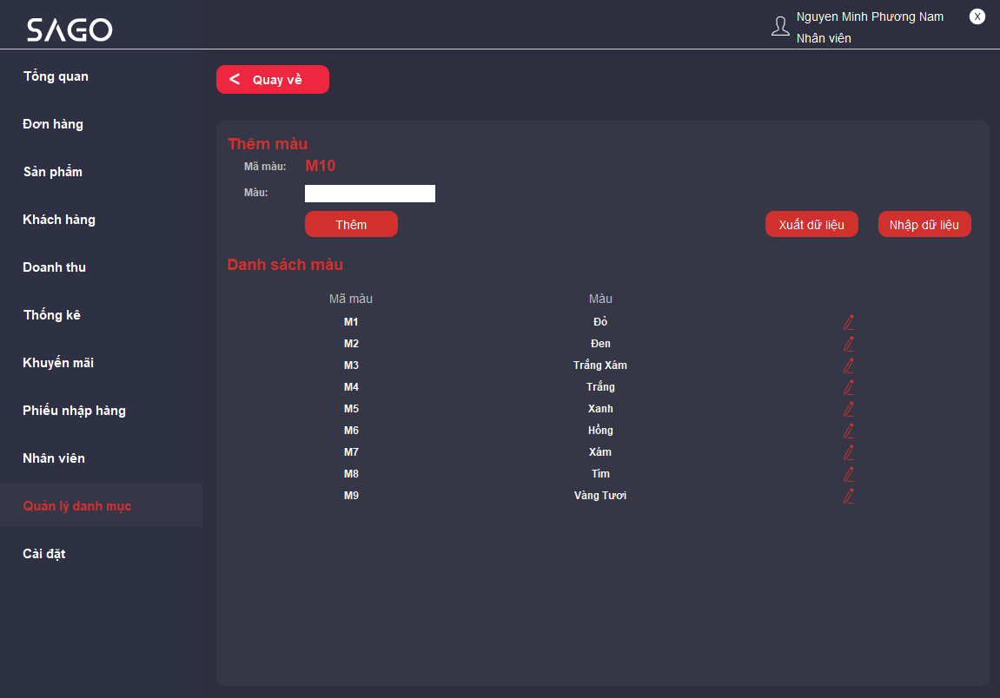 SAGO
Nguyen Minh Phương Nam
X
Nhân viên
Tổng quan
Đơn hàng
Sản phẩm
Khách hàng
Doanh thu
Thống kê
Khuyến mãi
Phiếu nhập hàng
Nhân viên
Quản lý danh mục
Cài đặt
< Quay về
Thêm màu
Mã màu: M10
Màu:
Thêm
Xuất dữ liệu
Nhập dữ liệu
Danh sách màu
Mã màu Màu
M1 Đỏ
M2 Đen
M3 Trắng Xám
M4 Trắng
M5 Xanh
M6 Hồng
M7 Xám
M8 Tím
M9 Vàng Tươi